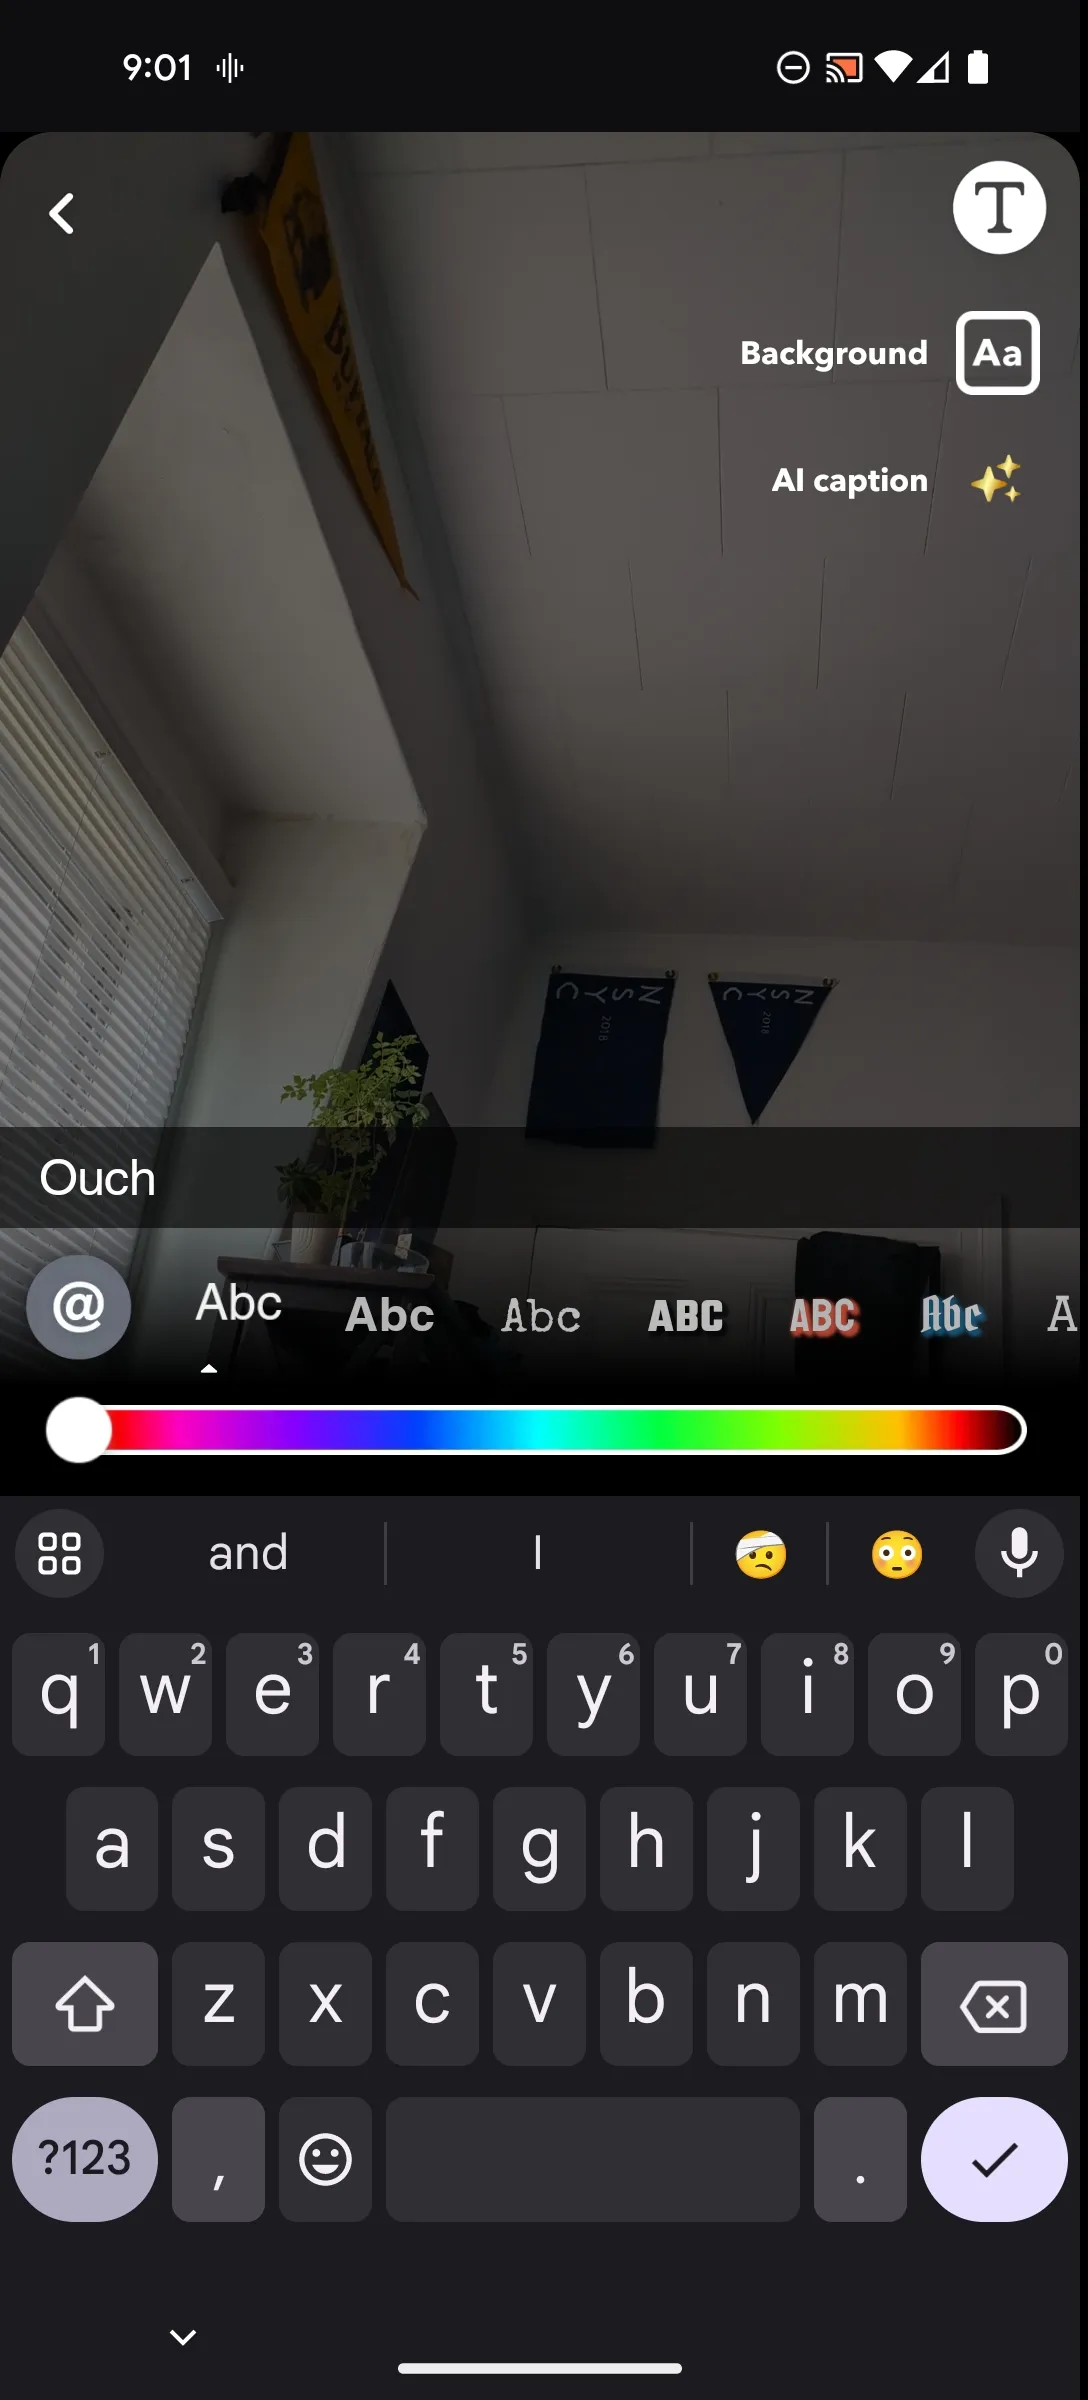 9:01
T
Background Aa
AI caption
NSYC
2018
NSYC
2018
Ouch
@ Abc Abc Abc ABC ABC Abc A
and I
q1 w2 e3 r4 t5 y6 u7 i8 o9 p0
a s d f g h j k l
z x c v b n m
?123 , .